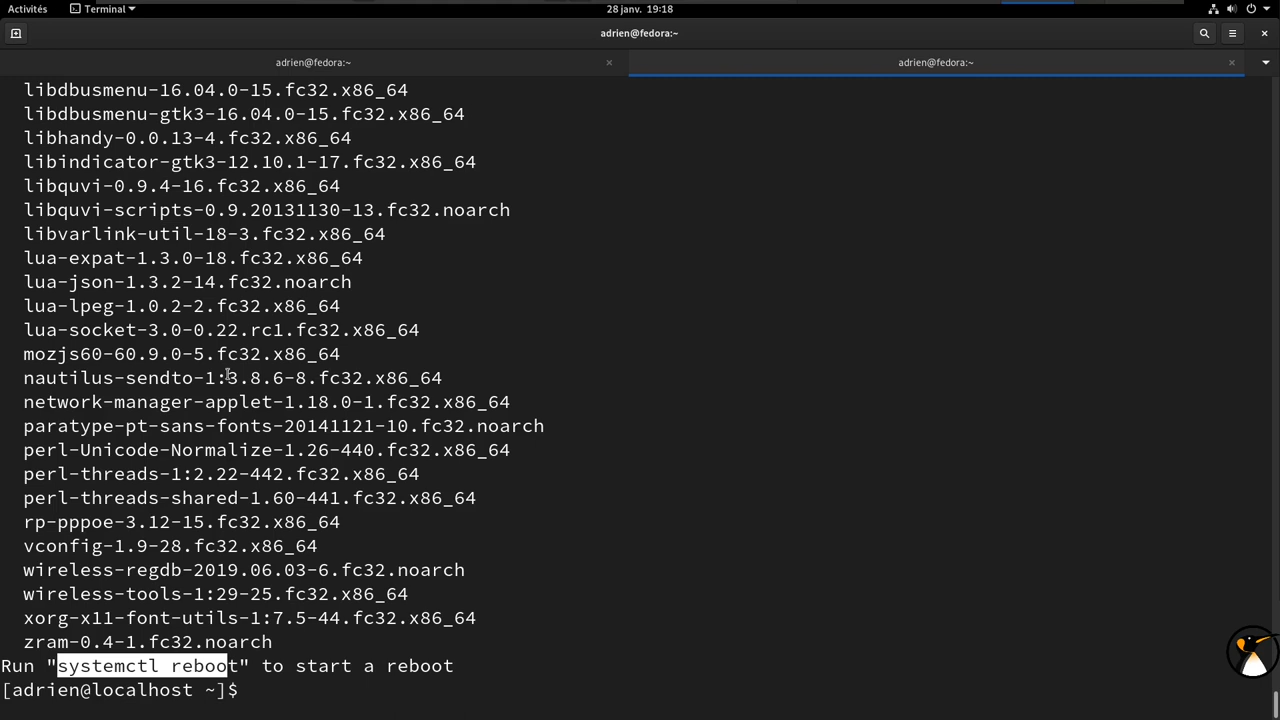 Activités
Terminal
28 janv. 19:18
adrien@fedora:~
adrien@fedora:~
adrien@fedora:~
libdbusmenu-16.04.0-15.fc32.x86_64
libdbusmenu-gtk3-16.04.0-15.fc32.x86_64
libhandy-0.0.13-4.fc32.x86_64
libindicator-gtk3-12.10.1-17.fc32.x86_64
libquvi-0.9.4-16.fc32.x86_64
libquvi-scripts-0.9.20131130-13.fc32.noarch
libvarlink-util-18-3.fc32.x86_64
lua-expat-1.3.0-18.fc32.x86_64
lua-json-1.3.2-14.fc32.noarch
lua-lpeg-1.0.2-2.fc32.x86_64
lua-socket-3.0-0.22.rc1.fc32.x86_64
mozjs60-60.9.0-5.fc32.x86_64
nautilus-sendto-1:3.8.6-8.fc32.x86_64
network-manager-applet-1.18.0-1.fc32.x86_64
paratype-pt-sans-fonts-20141121-10.fc32.noarch
perl-Unicode-Normalize-1.26-440.fc32.x86_64
perl-threads-1:2.22-442.fc32.x86_64
perl-threads-shared-1.60-441.fc32.x86_64
rp-pppoe-3.12-15.fc32.x86_64
vconfig-1.9-28.fc32.x86_64
wireless-regdb-2019.06.03-6.fc32.noarch
wireless-tools-1:29-25.fc32.x86_64
xorg-x11-font-utils-1:7.5-44.fc32.x86_64
zram-0.4-1.fc32.noarch
Run "systemctl reboot" to start a reboot
[adrien@localhost ~]$